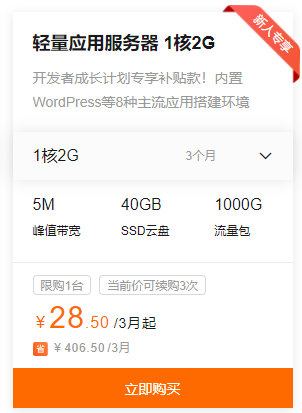 新人专享
轻量应用服务器 1核2G
开发者成长计划专享补贴款！内置
WordPress等8种主流应用搭建环境
1核2G 3个月
5M 40GB 1000G
峰值带宽 SSD云盘 流量包
限购1台 当前价可续购3次
￥28.50 /3月起
省 ￥406.50/3月
立即购买